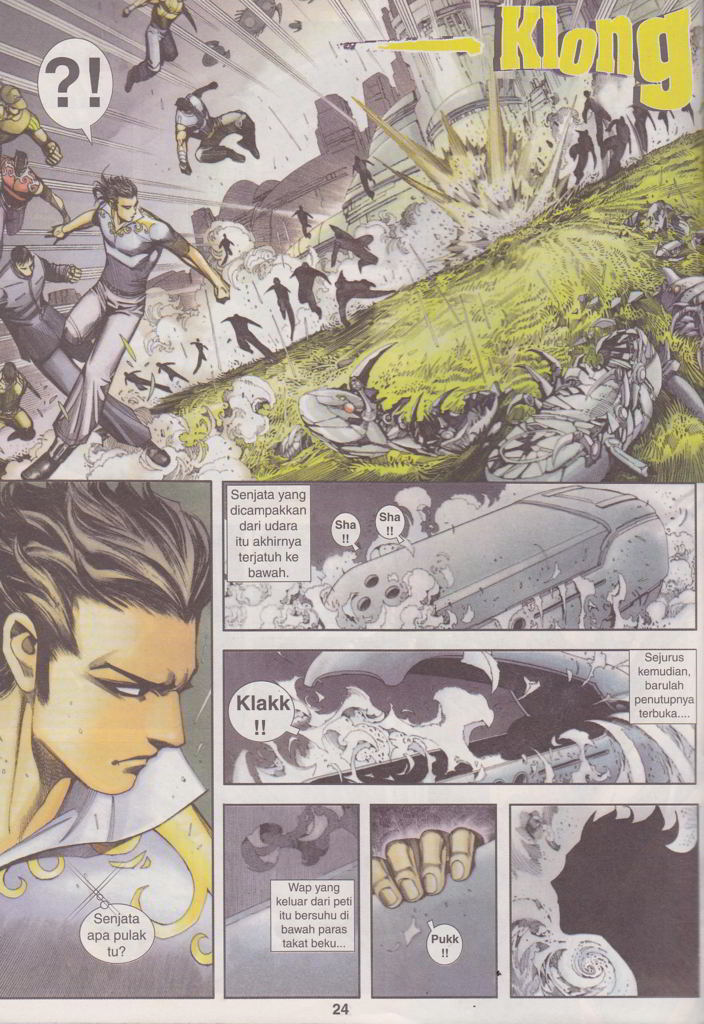 Klong
?!
Senjata yang
dicampakkan
dari udara
itu akhirnya
terjatuh ke
bawah.
Sha
!!
Sha
!!
Sejurus
kemudian,
barulah
penutupnya
terbuka....
Klakk
!!
Senjata
apa pulak
tu?
Wap yang
keluar dari peti
itu bersuhu di
bawah paras
takat beku...
Pukk
!!
24